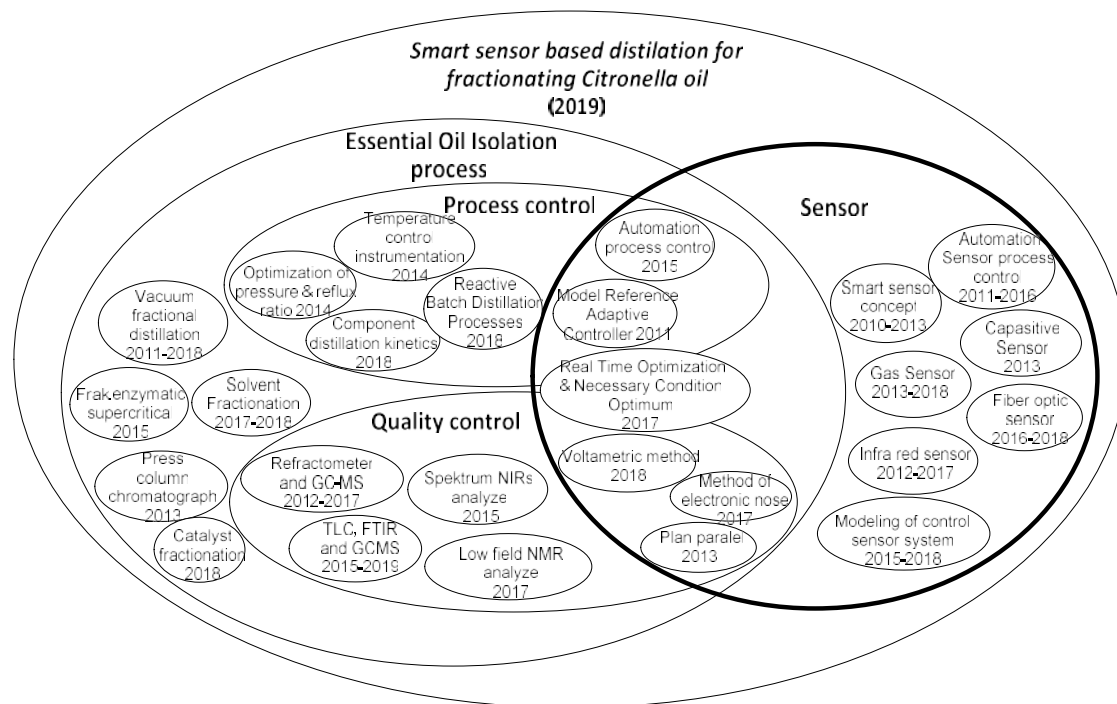 Smart sensor based distilation for
fractionating Citronella oil
(2019)
Essential Oil Isolation
process
Process control
Temperature
contro
instrumentation
2014
Optimization of
pressure & reflux
ratio 2014
Reactive
Batch Distillation
Processes
2018
Component
distillation kinetics
2018
Vacuum
fractional
distillation
2011-2018
Frak.enzymatic
supercritica
2015
Solvent
Fractionation
2017-2018
Press
column
chromatograph
2013
Catalyst
fractionation
2018
Quality control
Refractometer
and GC-MS
2012-2017
Spektrum NIRs
analyze
2015
TLC, FTIR
and GCMS
2015-2019
Low field NMR
analyze
2017
Automation
process contro
2015
Model Reference
Adaptive
Controller 2011
Real Time Optimization
& Necessary Condition
Optimum
2017
Voltametric method
2018
Method of
electronic nose
2017
Plan paralel
2013
Sensor
Automation
Sensor process
contro
2011-2016
Smart sensor
concept
2010-2013
Capasitive
Sensor
2013
Gas Sensor
2013-2018
Fiber optic
sensor
2016-2018
Infra red sensor
2012-2017
Modeling of control
sensor system
2015-2018